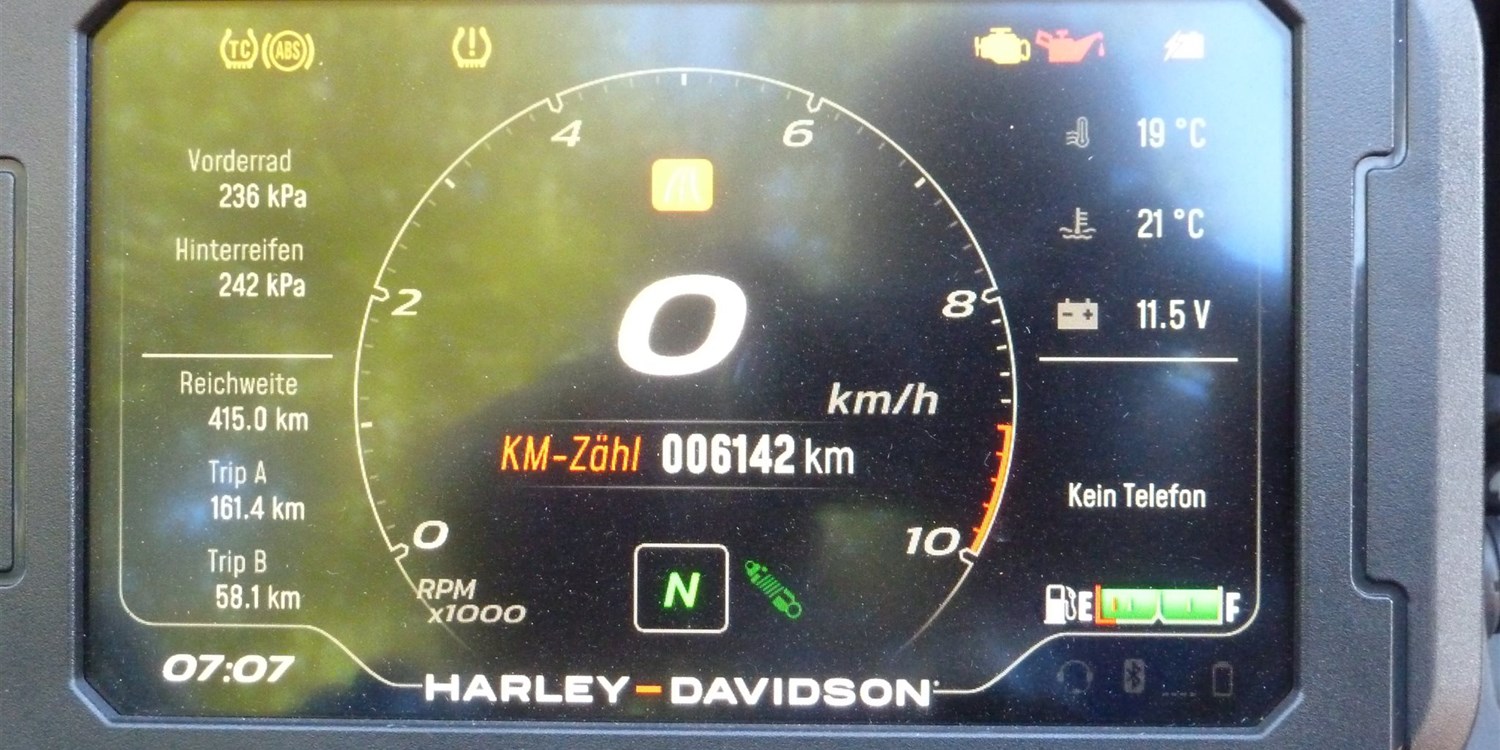 TC ABS !
Vorderrad
236 kPa
Hinterreifen
242 kPa
Reichweite
415.0 km
Trip A
161.4 km
Trip B
58.1 km
07:07
0
2
4
6
8
10
RPM
x1000
0
km/h
KM-Zähl 006142 km
N
HARLEY-DAVIDSON
19 °C
21 °C
- +
11.5 V
Kein Telefon
E F